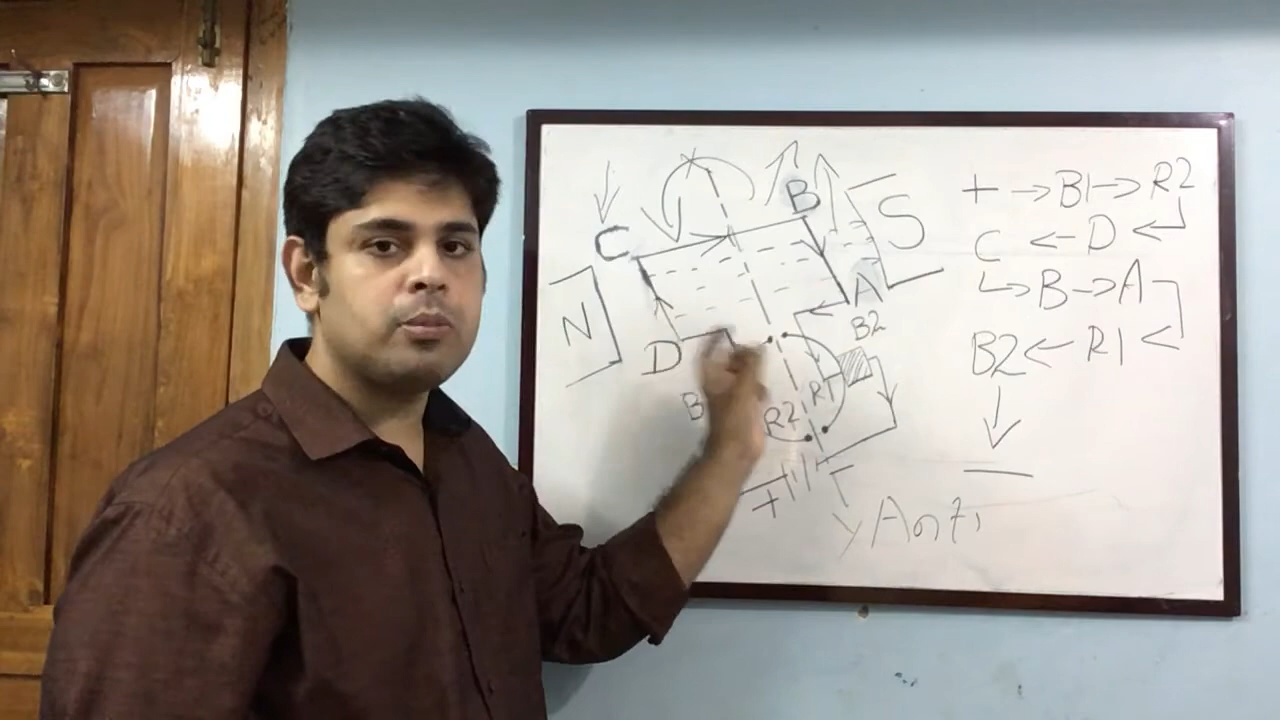 B
C
S
A
N
B2
D
R1
B
R2
+
y Anti
+ → B1 → R2
C ← D ←
↳ B → A
B2 ← R1 ←
↓
—